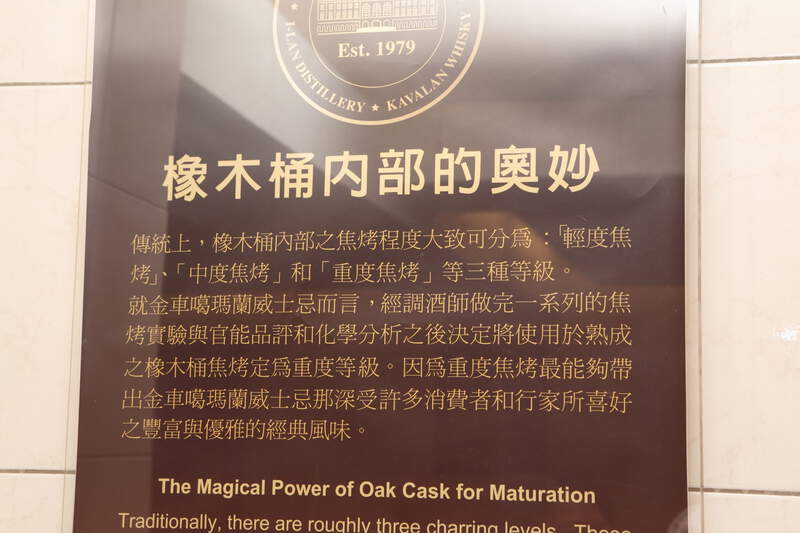 Est. 1979
I-LAN DISTILLERY ★ KAVALAN WHISKY
橡木桶內部的奧妙
傳統上，橡木桶內部之焦烤程度大致可分為：「輕度焦
烤」、「中度焦烤」和「重度焦烤」等三種等級。
就金車噶瑪蘭威士忌而言，經調酒師做完一系列的焦
烤實驗與官能品評和化學分析之後決定將使用於熟成
之橡木桶焦烤定為重度等級。因為重度焦烤最能夠帶
出金車噶瑪蘭威士忌那深受許多消費者和行家所喜好
之豐富與優雅的經典風味。
The Magical Power of Oak Cask for Maturation
Traditionally, there are roughly three charring levels. These